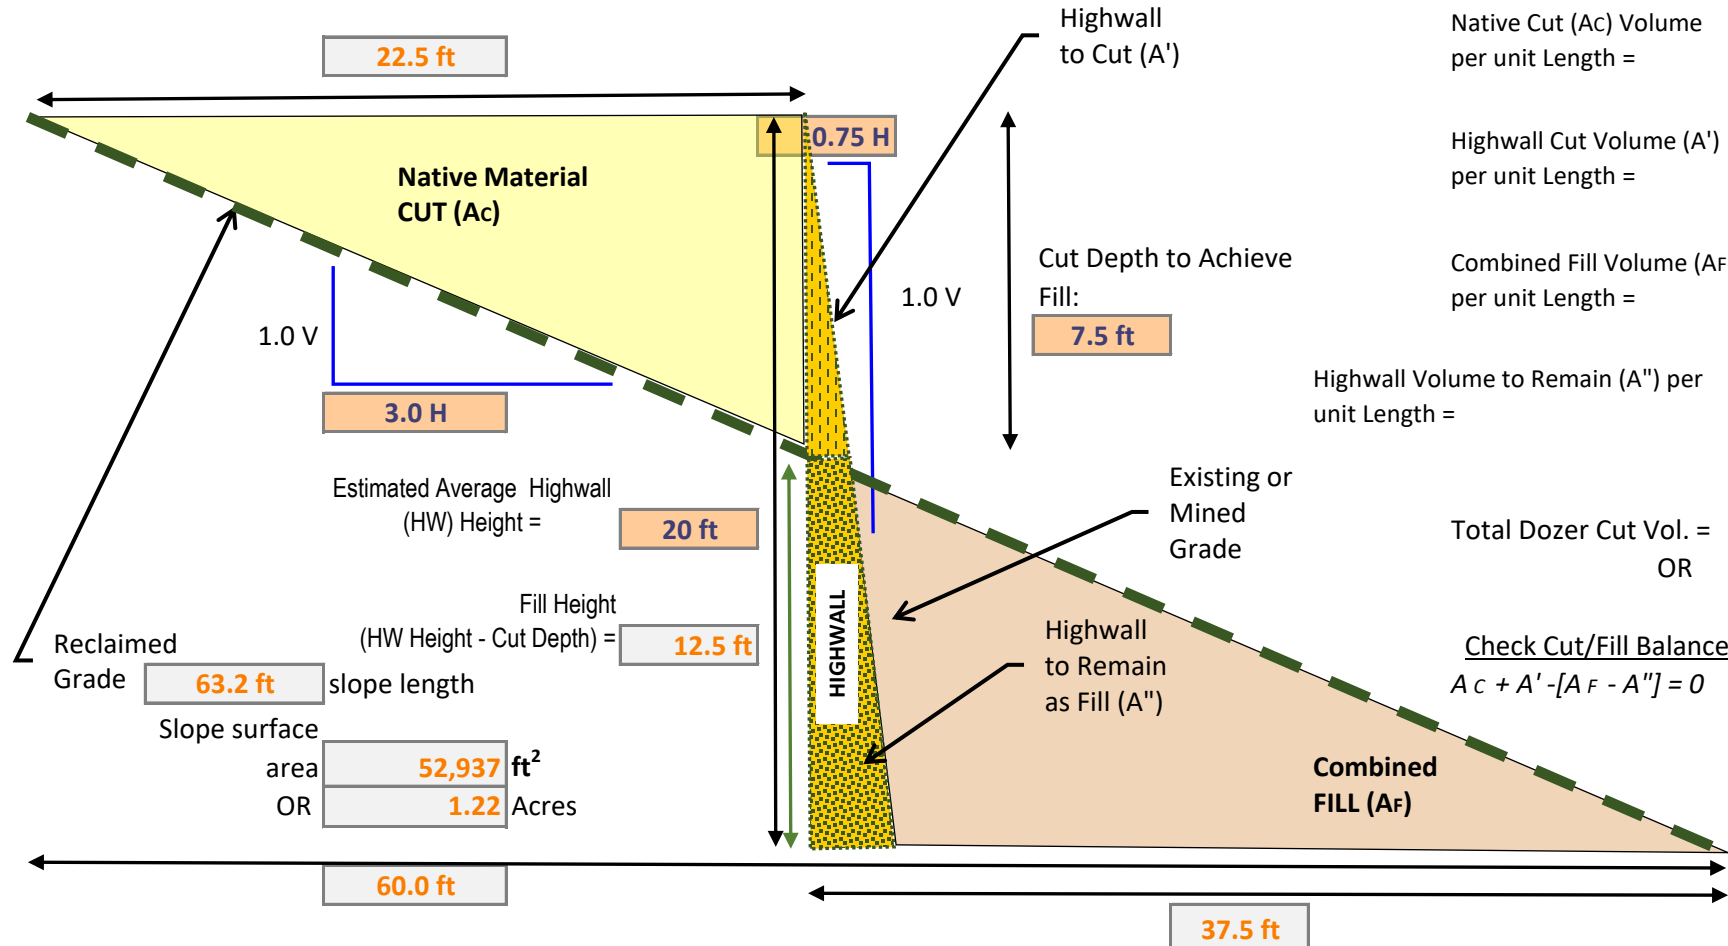 22.5 ft
Highwall
to Cut (A')
Native Cut (Ac) Volume
per unit Length =
0.75 H
Highwall Cut Volume (A')
per unit Length =
Native Material
CUT (Ac)
Cut Depth to Achieve
Fill:
7.5 ft
Combined Fill Volume (AF
per unit Length =
1.0 V
1.0 V
3.0 H
Highwall Volume to Remain (A") per
unit Length =
Estimated Average Highwall
(HW) Height =
20 ft
Existing or
Mined
Grade
Total Dozer Cut Vol. =
OR
Fill Height
(HW Height - Cut Depth) =
12.5 ft
HIGHWALL
Highwall
to Remain
as Fill (A")
Check Cut/Fill Balance
A C + A' -[A F - A"] = 0
Reclaimed
Grade
63.2 ft
slope length
Slope surface
area
52,937
ft²
OR
1.22
Acres
Combined
FILL (AF)
60.0 ft
37.5 ft